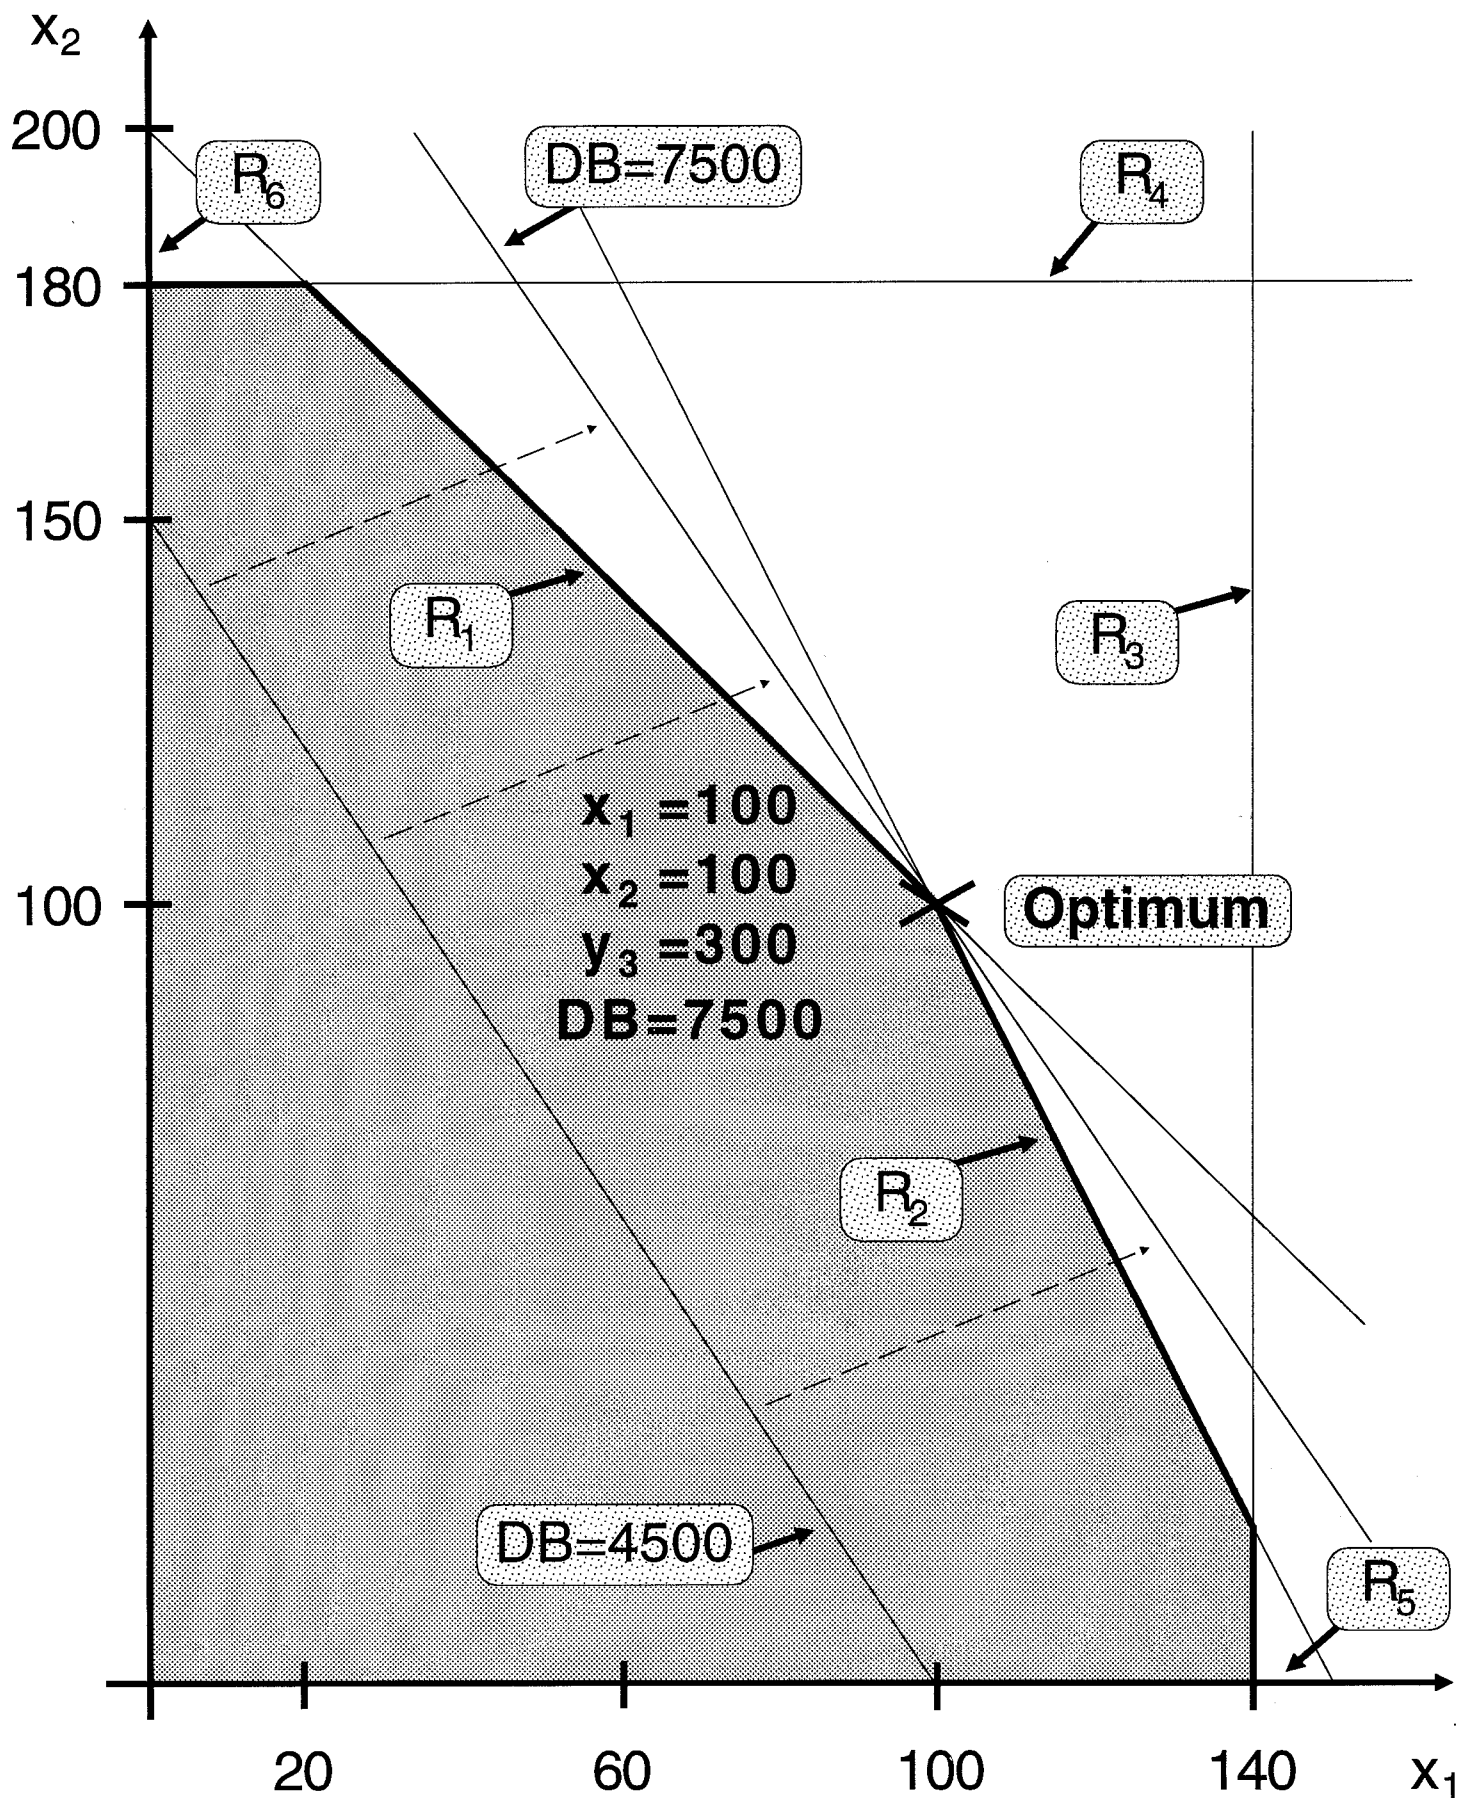 x₂
200
R₆
DB=7500
R₄
180
150
R₁
R₃
x₁ =100
x₂ =100
y₃ =300
DB=7500
100
Optimum
R₂
DB=4500
R₅
20
60
100
140
x₁